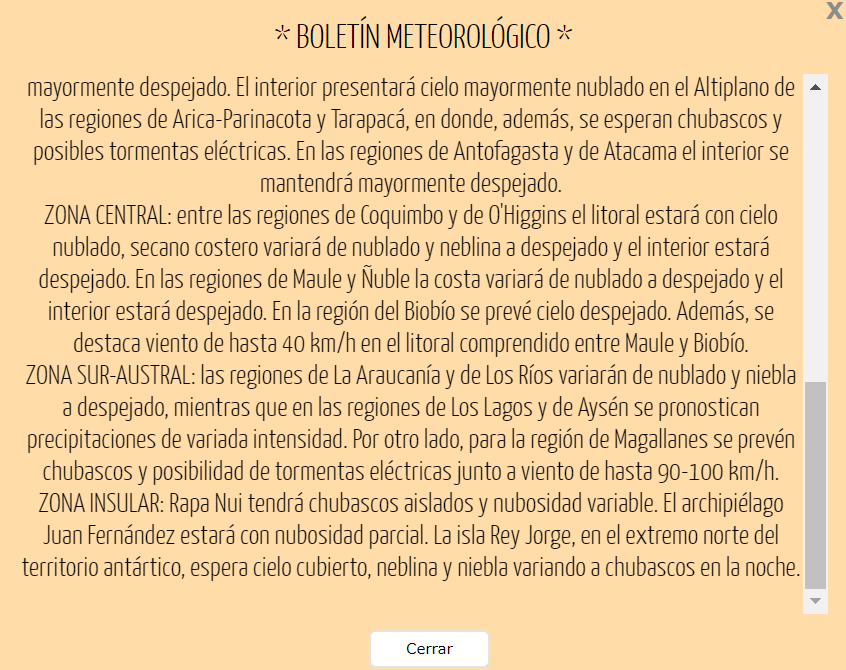 X
* BOLETÍN METEOROLÓGICO *
mayormente despejado. El interior presentará cielo mayormente nublado en el Altiplano de
las regiones de Arica-Parinacota y Tarapacá, en donde, además, se esperan chubascos y
posibles tormentas eléctricas. En las regiones de Antofagasta y de Atacama el interior se
mantendrá mayormente despejado.
ZONA CENTRAL: entre las regiones de Coquimbo y de O'Higgins el litoral estará con cielo
nublado, secano costero variará de nublado y neblina a despejado y el interior estará
despejado. En las regiones de Maule y Ñuble la costa variará de nublado a despejado y el
interior estará despejado. En la región del Biobío se prevé cielo despejado. Además, se
destaca viento de hasta 40 km/h en el litoral comprendido entre Maule y Biobío.
ZONA SUR-AUSTRAL: las regiones de La Araucanía y de Los Ríos variarán de nublado y niebla
a despejado, mientras que en las regiones de Los Lagos y de Aysén se pronostican
precipitaciones de variada intensidad. Por otro lado, para la región de Magallanes se prevén
chubascos y posibilidad de tormentas eléctricas junto a viento de hasta 90-100 km/h.
ZONA INSULAR: Rapa Nui tendrá chubascos aislados y nubosidad variable. El archipiélago
Juan Fernández estará con nubosidad parcial. La isla Rey Jorge, en el extremo norte del
territorio antártico, espera cielo cubierto, neblina y niebla variando a chubascos en la noche.
Cerrar